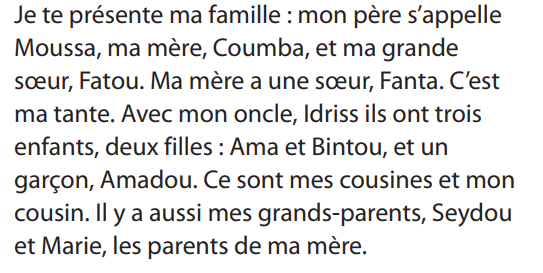 Je te présente ma famille : mon père s’appelle
Moussa, ma mère, Coumba, et ma grande
sœur, Fatou. Ma mère a une sœur, Fanta. C’est
ma tante. Avec mon oncle, Idriss ils ont trois
enfants, deux filles : Ama et Bintou, et un
garçon, Amadou. Ce sont mes cousines et mon
cousin. Il y a aussi mes grands-parents, Seydou
et Marie, les parents de ma mère.